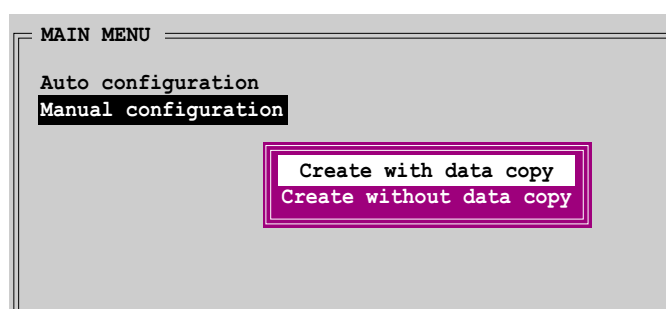 MAIN MENU
Auto configuration
Manual configuration
Create with data copy
Create without data copy